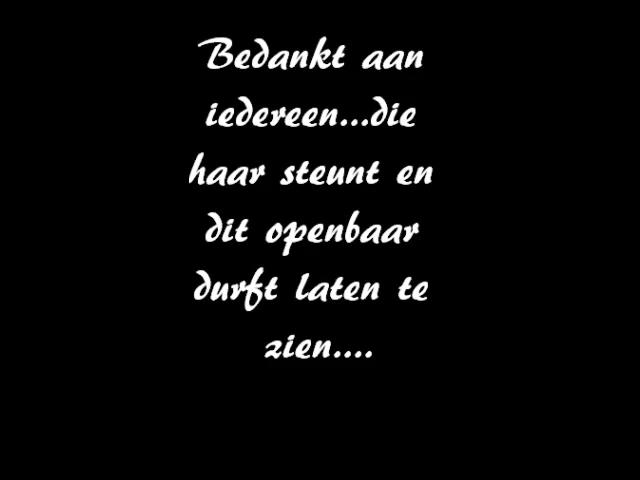 Bedankt aan
iedereen...die
haar steunt en
dit openbaar
durft laten te
zien....